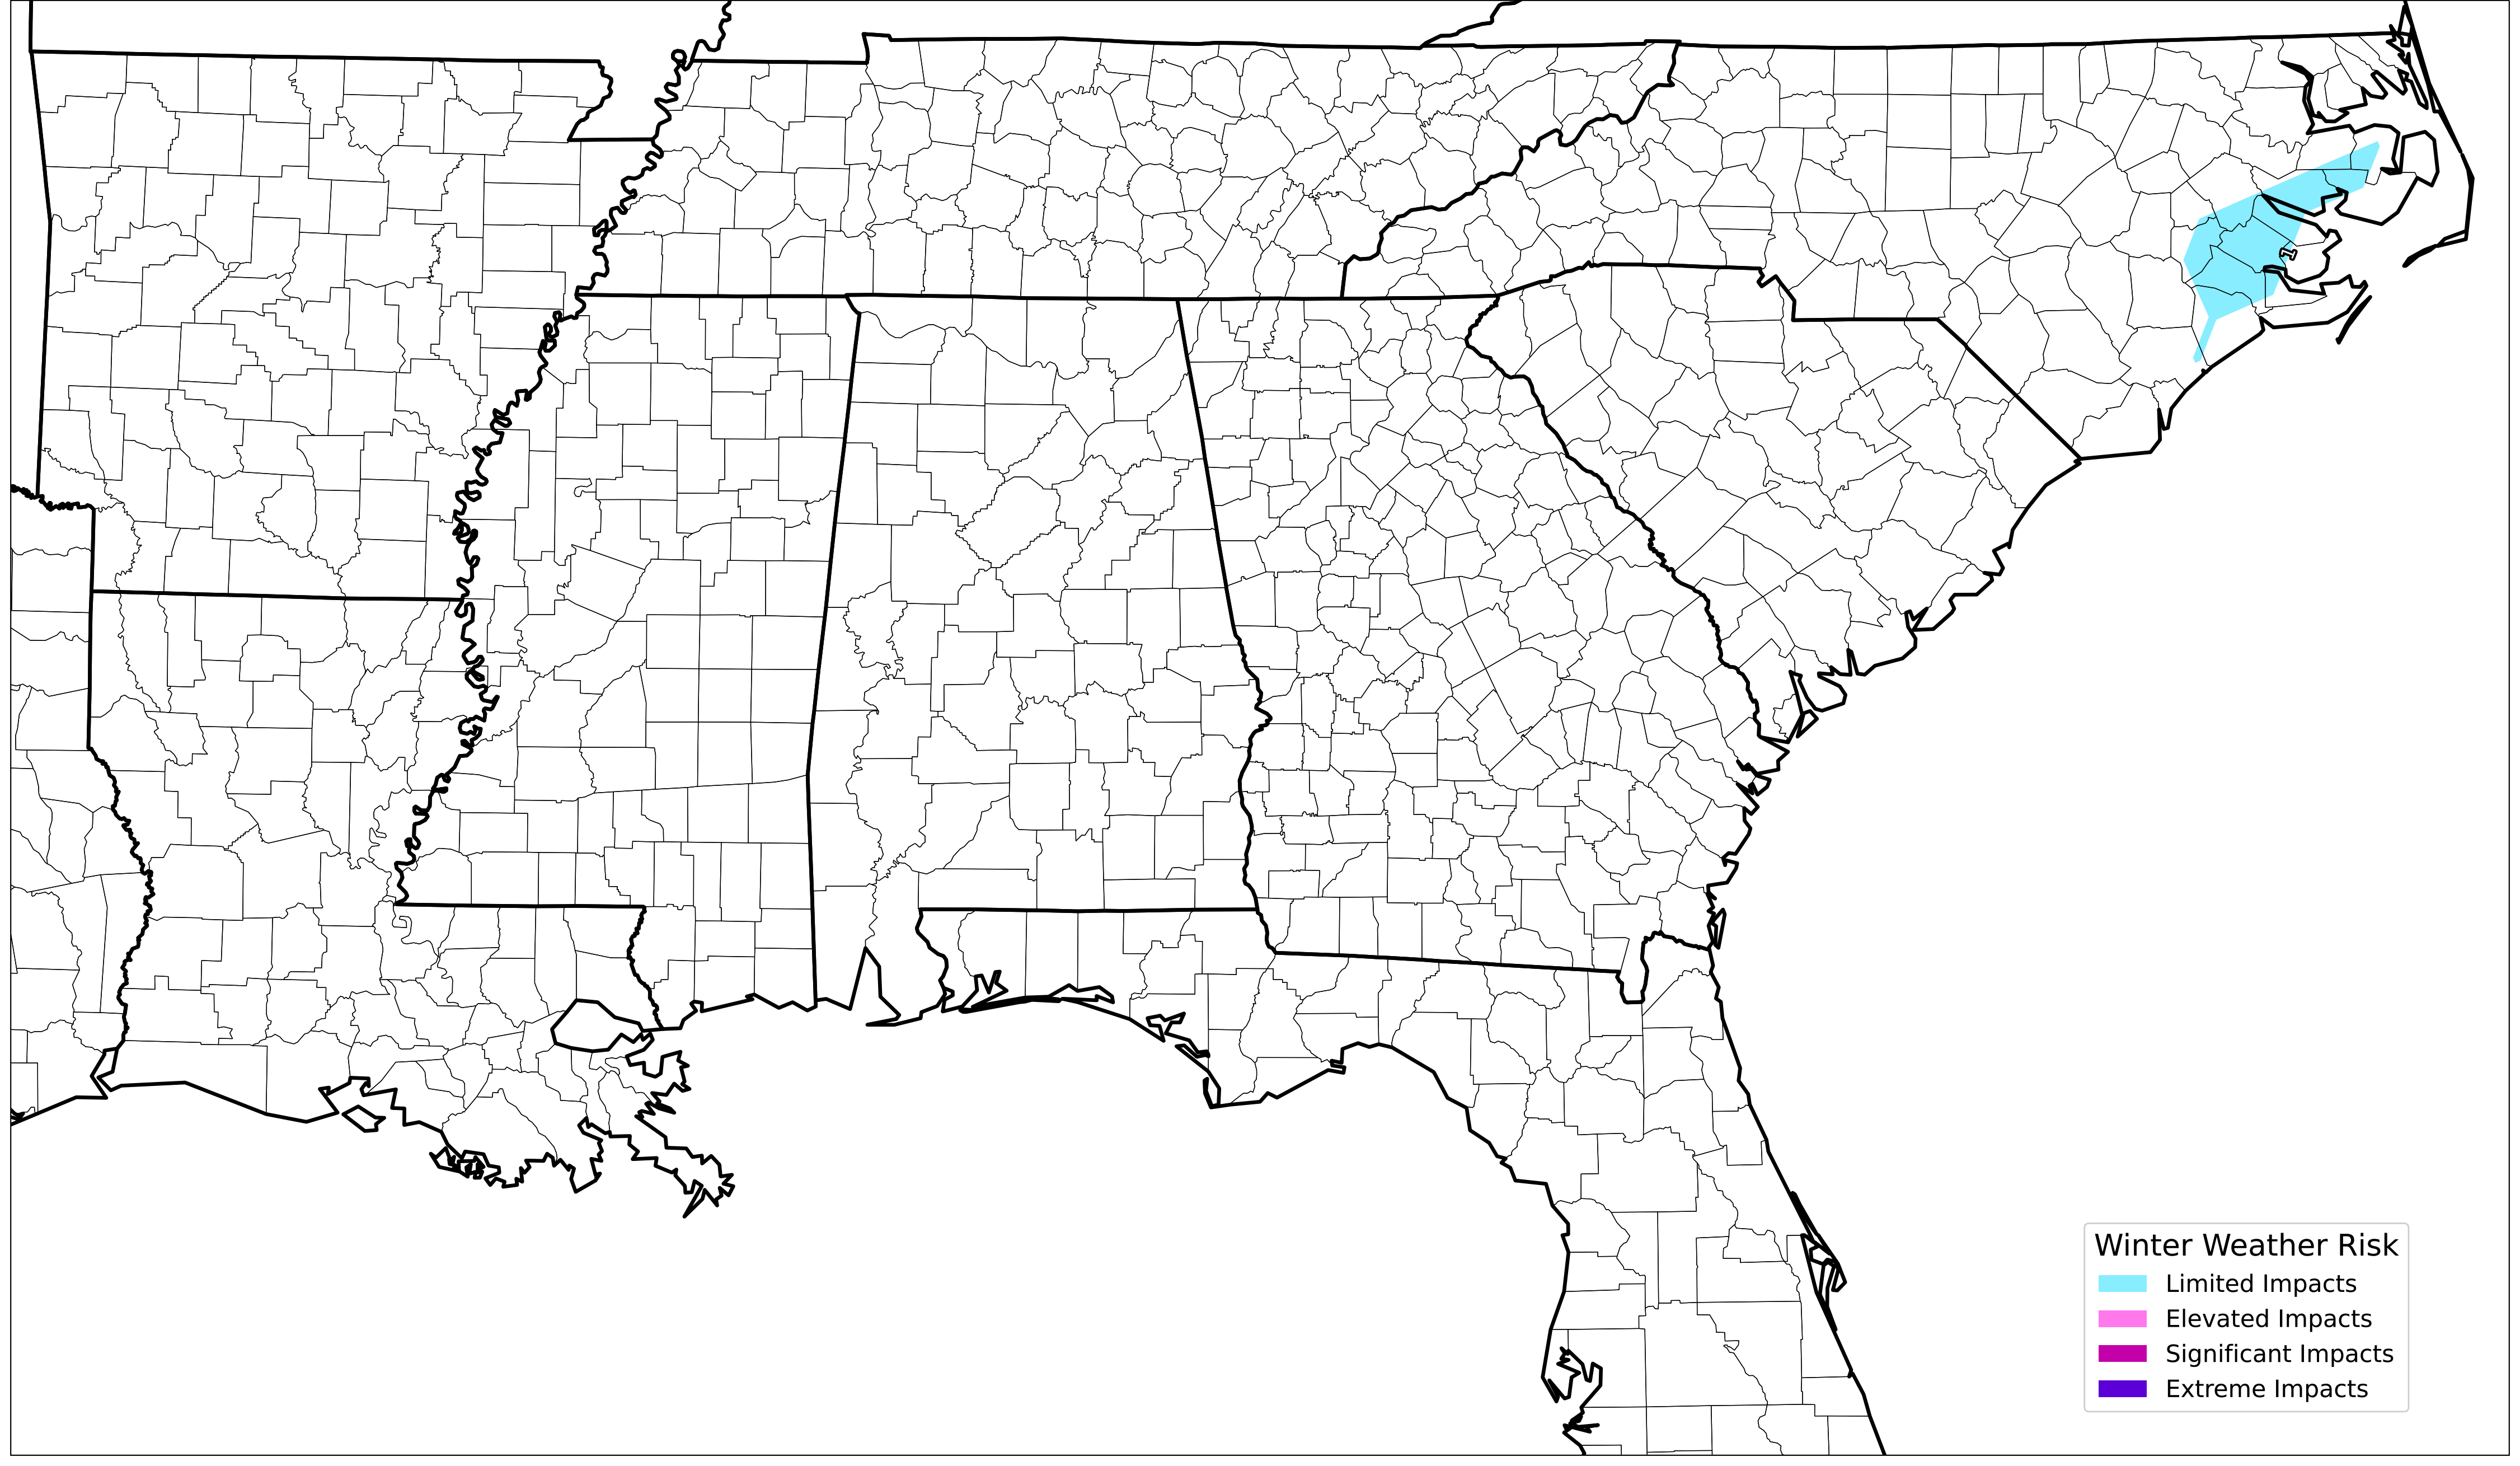 Winter Weather Risk
Limited Impacts
Elevated Impacts
Significant Impacts
Extreme Impacts